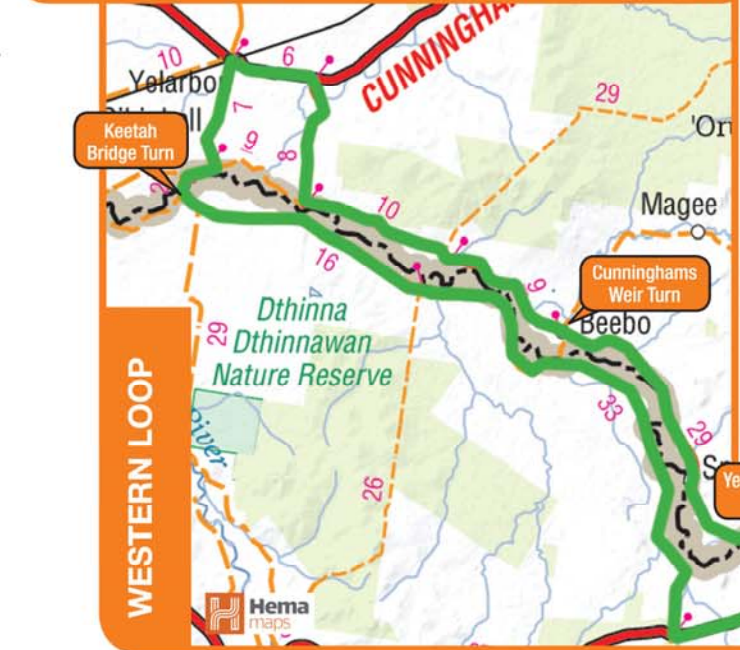 CUNNINGHA
10
6
Yelarbo
7
Keetah
Bridge Turn
9
8
29
'Or
10
Magee
16
9
Cunninghams
Weir Turn
Beebo
Dthinna
Dthinnawan
Nature Reserve
29
33
29
River
26
WESTERN LOOP
Hema
maps